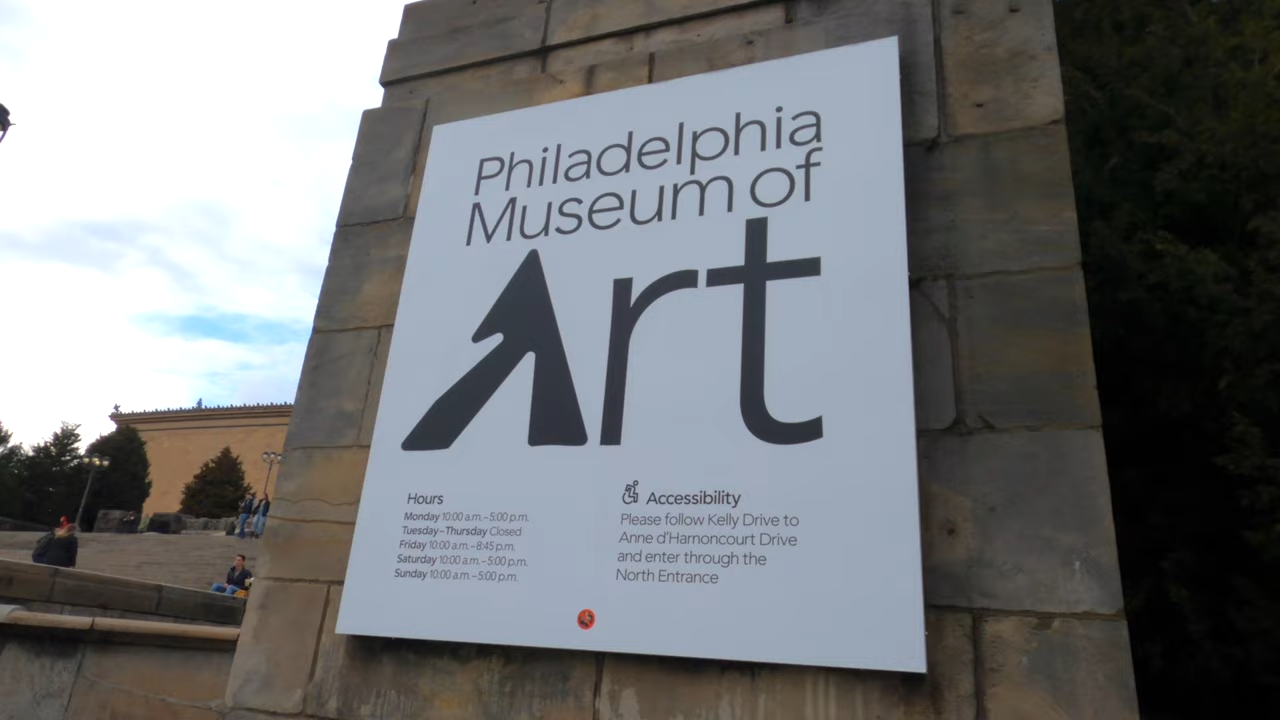 Philadelphia
Museum of
Art
Hours
Monday 10:00 a.m.–5:00 p.m.
Tuesday–Thursday Closed
Friday 10:00 a.m.–8:45 p.m.
Saturday 10:00 a.m.–5:00 p.m.
Sunday 10:00 a.m.–5:00 p.m.
Accessibility
Please follow Kelly Drive to
Anne d'Harnoncourt Drive
and enter through the
North Entrance